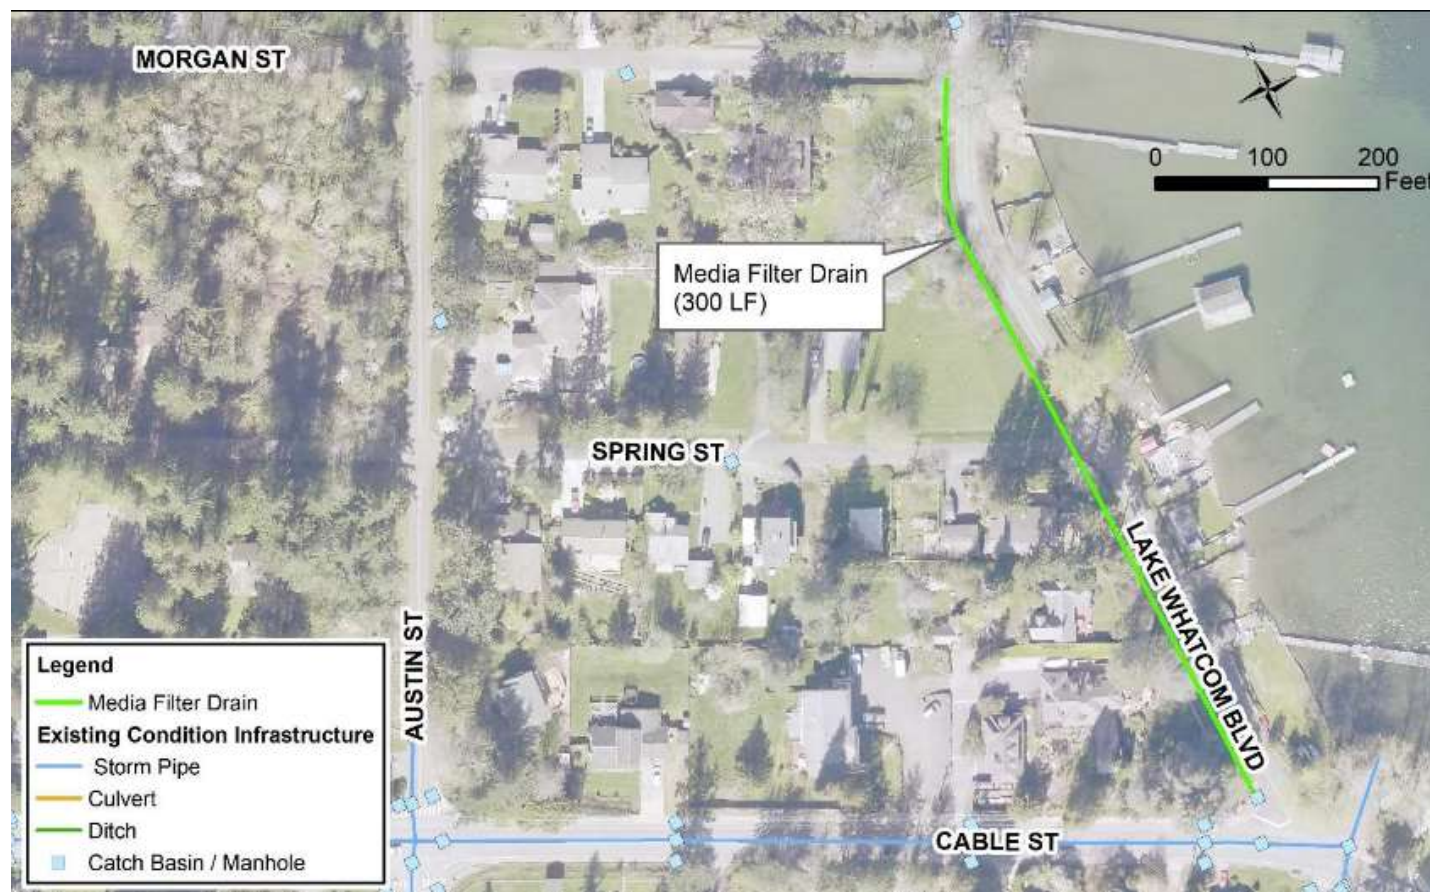 MORGAN ST
N
0 100 200
Feet
Media Filter Drain
(300 LF)
SPRING ST
LAKE WHATCOM BLVD
AUSTIN ST
CABLE ST
Legend
Media Filter Drain
Existing Condition Infrastructure
Storm Pipe
Culvert
Ditch
Catch Basin / Manhole